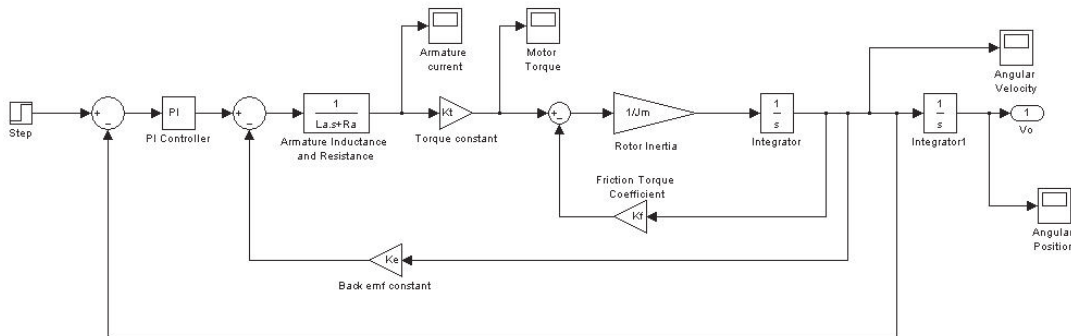 Step
+
−
PI
PI Controller
+
−
1
La.s+Ra
Armature Inductance
and Resistance
Armature
current
Kt
Torque constant
Motor
Torque
+
−
1/Jm
Rotor Inertia
1
s
Integrator
Angular
Velocity
1
s
Integrator1
1
Vo
Angular
Position
Friction Torque
Coefficient
Kf
Ke
Back emf constant